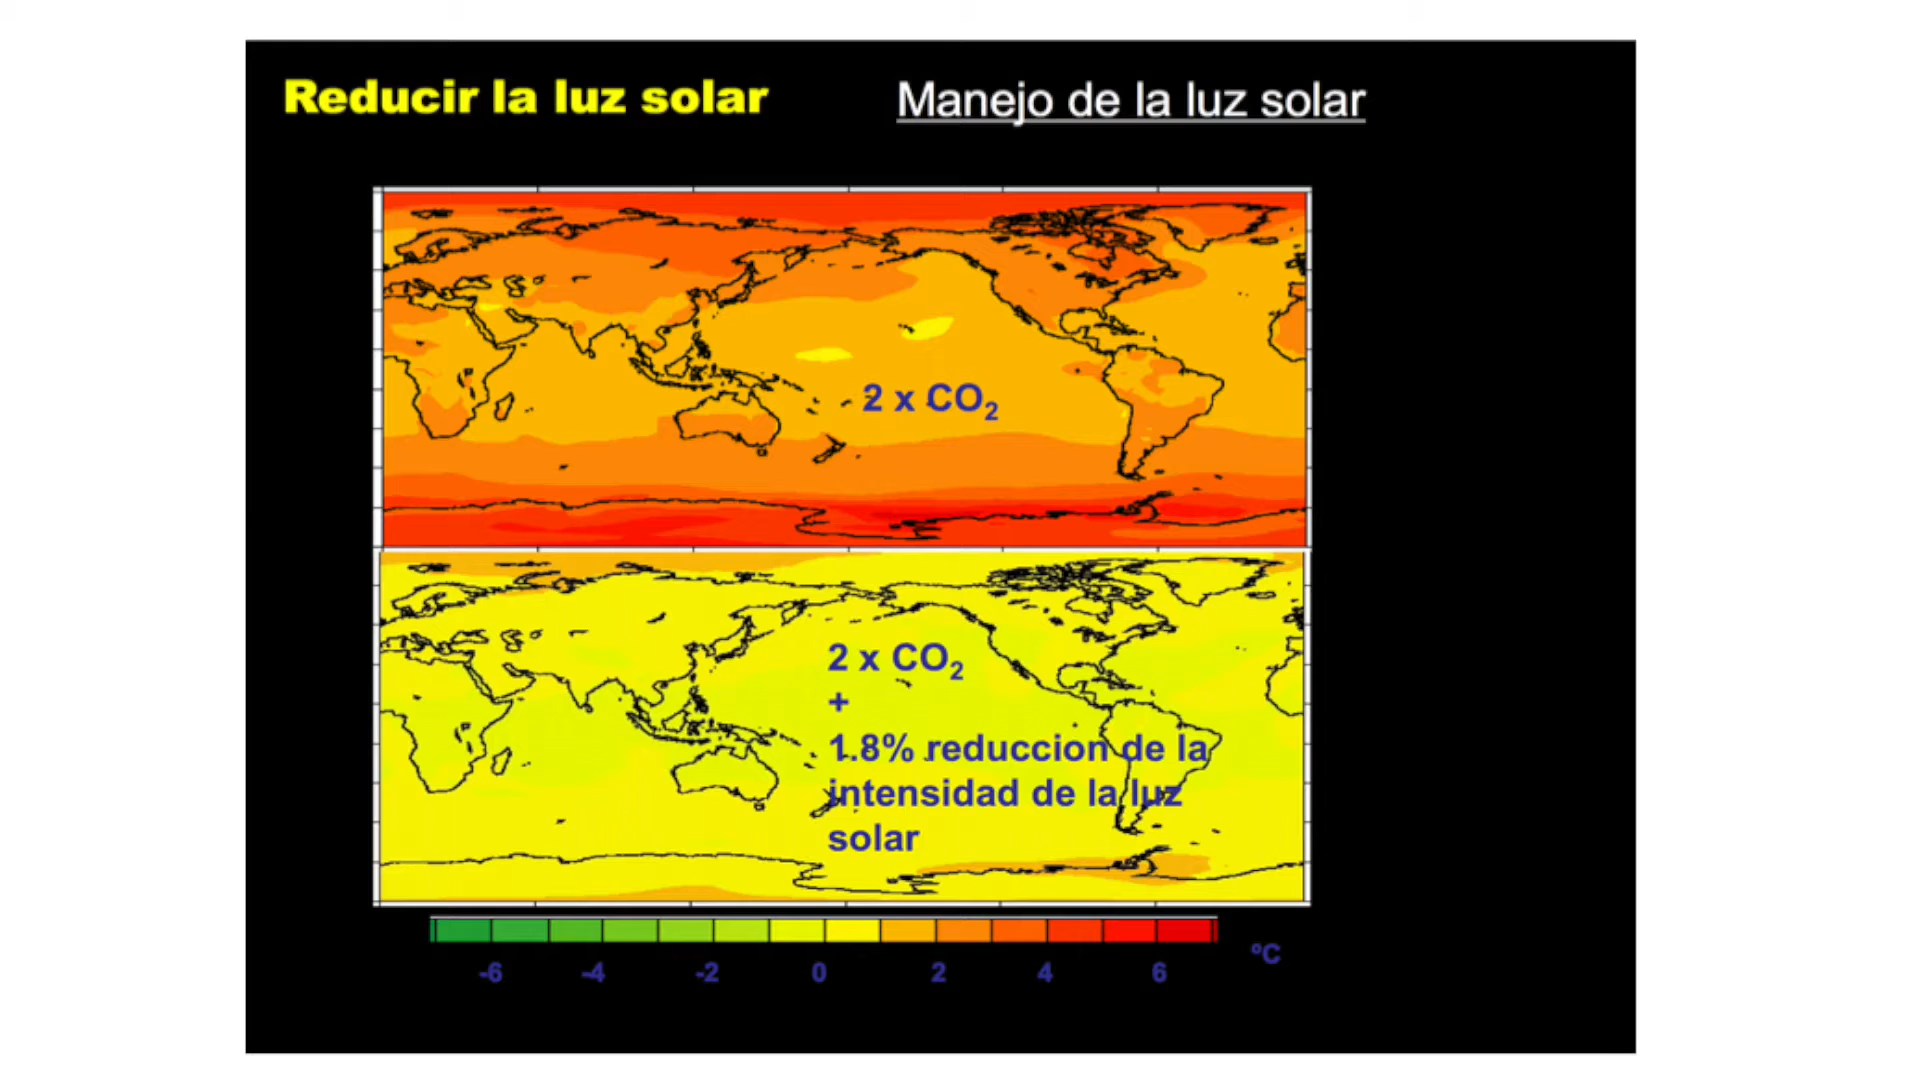 Reducir la luz solar
Manejo de la luz solar
2 x CO₂
2 x CO₂
+
1.8% reduccion de la
intensidad de la luz
solar
-6 -4 -2 0 2 4 6
ºC